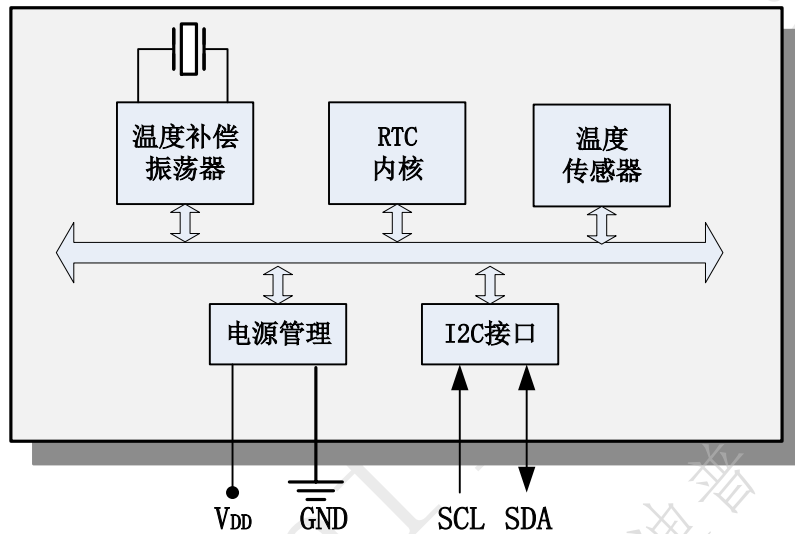 温度补偿
振荡器
RTC
内核
温度
传感器
电源管理
I2C接口
VDD
GND
SCL
SDA